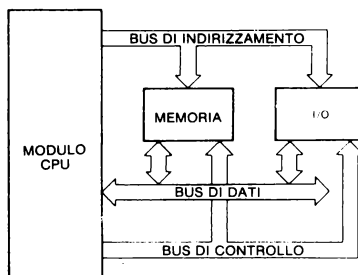 BUS DI INDIRIZZAMENTO
MEMORIA
I/O
MODULO
CPU
BUS DI DATI
BUS DI CONTROLLO